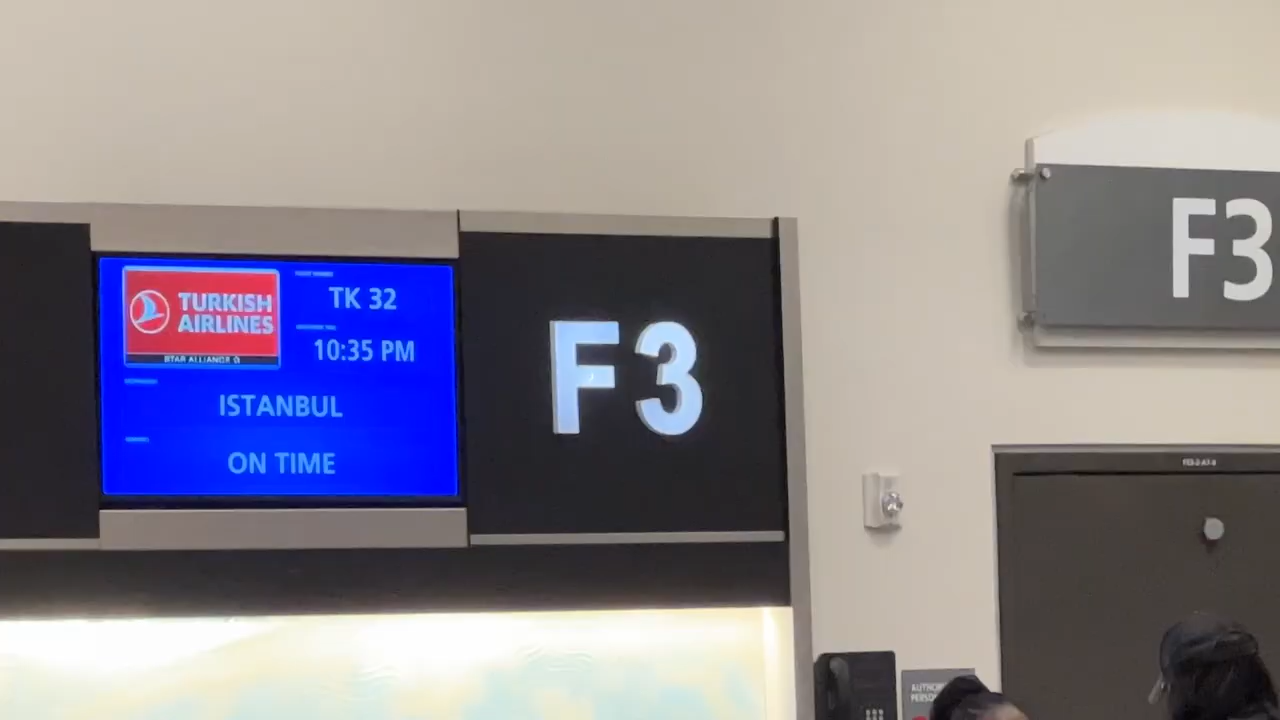 TURKISH
AIRLINES
STAR ALLIANCE
TK 32
10:35 PM
ISTANBUL
ON TIME
F3
F3